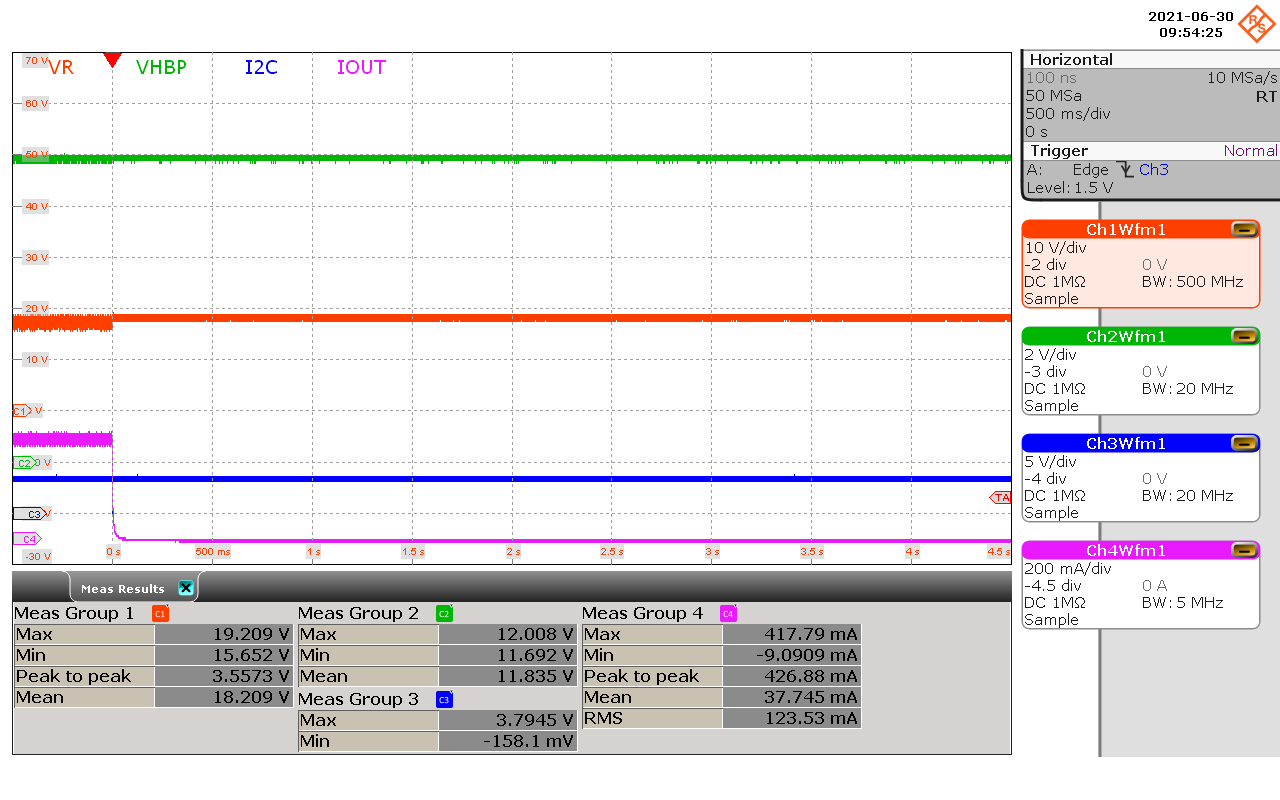 2021-06-30
09:54:25
R S
70 V VR VHBP I2C IOUT
60 V
50 V
40 V
30 V
20 V
10 V
C1 V
C2 0 V
C3 V
TA
C4
-30 V 0 s 500 ms 1 s 1.5 s 2 s 2.5 s 3 s 3.5 s 4 s 4.5 s
Horizontal
100 ns 10 MSa/s
50 MSa RT
500 ms/div
0 s
Trigger Normal
A: Edge Ch3
Level: 1.5 V
Ch1Wfm1
10 V/div
-2 div 0 V
DC 1MΩ BW: 500 MHz
Sample
Ch2Wfm1
2 V/div
-3 div 0 V
DC 1MΩ BW: 20 MHz
Sample
Ch3Wfm1
5 V/div
-4 div 0 V
DC 1MΩ BW: 20 MHz
Sample
Ch4Wfm1
200 mA/div
-4.5 div 0 A
DC 1MΩ BW: 5 MHz
Sample
Meas Results
Meas Group 1 C1
Max 19.209 V
Min 15.652 V
Peak to peak 3.5573 V
Mean 18.209 V
Meas Group 2 C2
Max 12.008 V
Min 11.692 V
Mean 11.835 V
Meas Group 3 C3
Max 3.7945 V
Min -158.1 mV
Meas Group 4 C4
Max 417.79 mA
Min -9.0909 mA
Peak to peak 426.88 mA
Mean 37.745 mA
RMS 123.53 mA